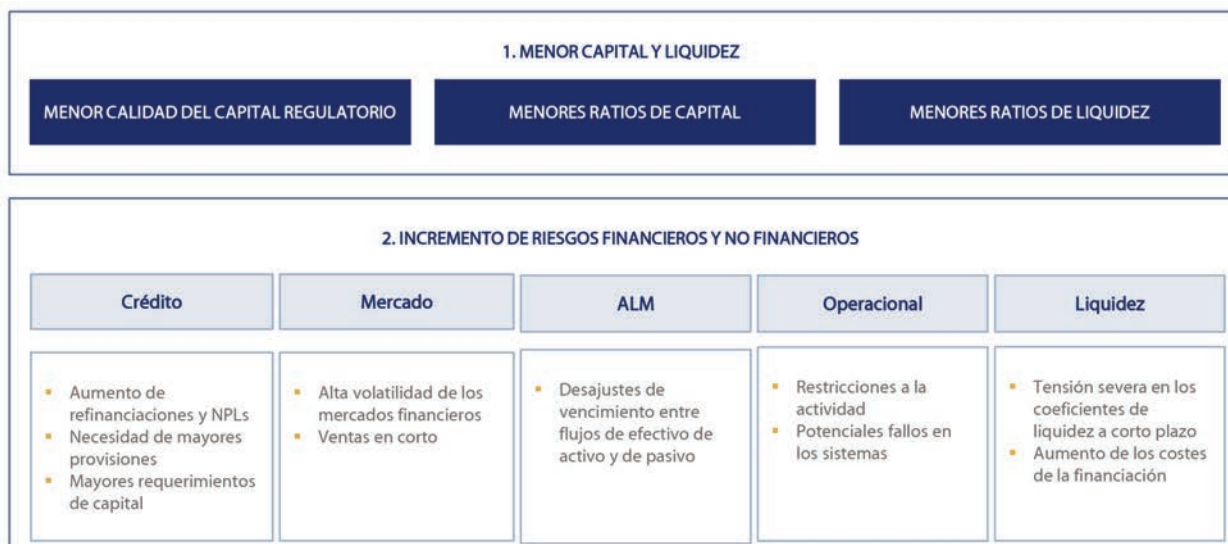 1. MENOR CAPITAL Y LIQUIDEZ
MENOR CALIDAD DEL CAPITAL REGULATORIO
MENORES RATIOS DE CAPITAL
MENORES RATIOS DE LIQUIDEZ
2. INCREMENTO DE RIESGOS FINANCIEROS Y NO FINANCIEROS
Crédito
▪ Aumento de
refinanciaciones y NPLs
▪ Necesidad de mayores
provisiones
▪ Mayores requerimientos
de capital
Mercado
▪ Alta volatilidad de los
mercados financieros
▪ Ventas en corto
ALM
▪ Desajustes de
vencimiento entre
flujos de efectivo de
activo y de pasivo
Operacional
▪ Restricciones a la
actividad
▪ Potenciales fallos en
los sistemas
Liquidez
▪ Tensión severa en los
coeficientes de
liquidez a corto plazo
▪ Aumento de los costes
de la financiación